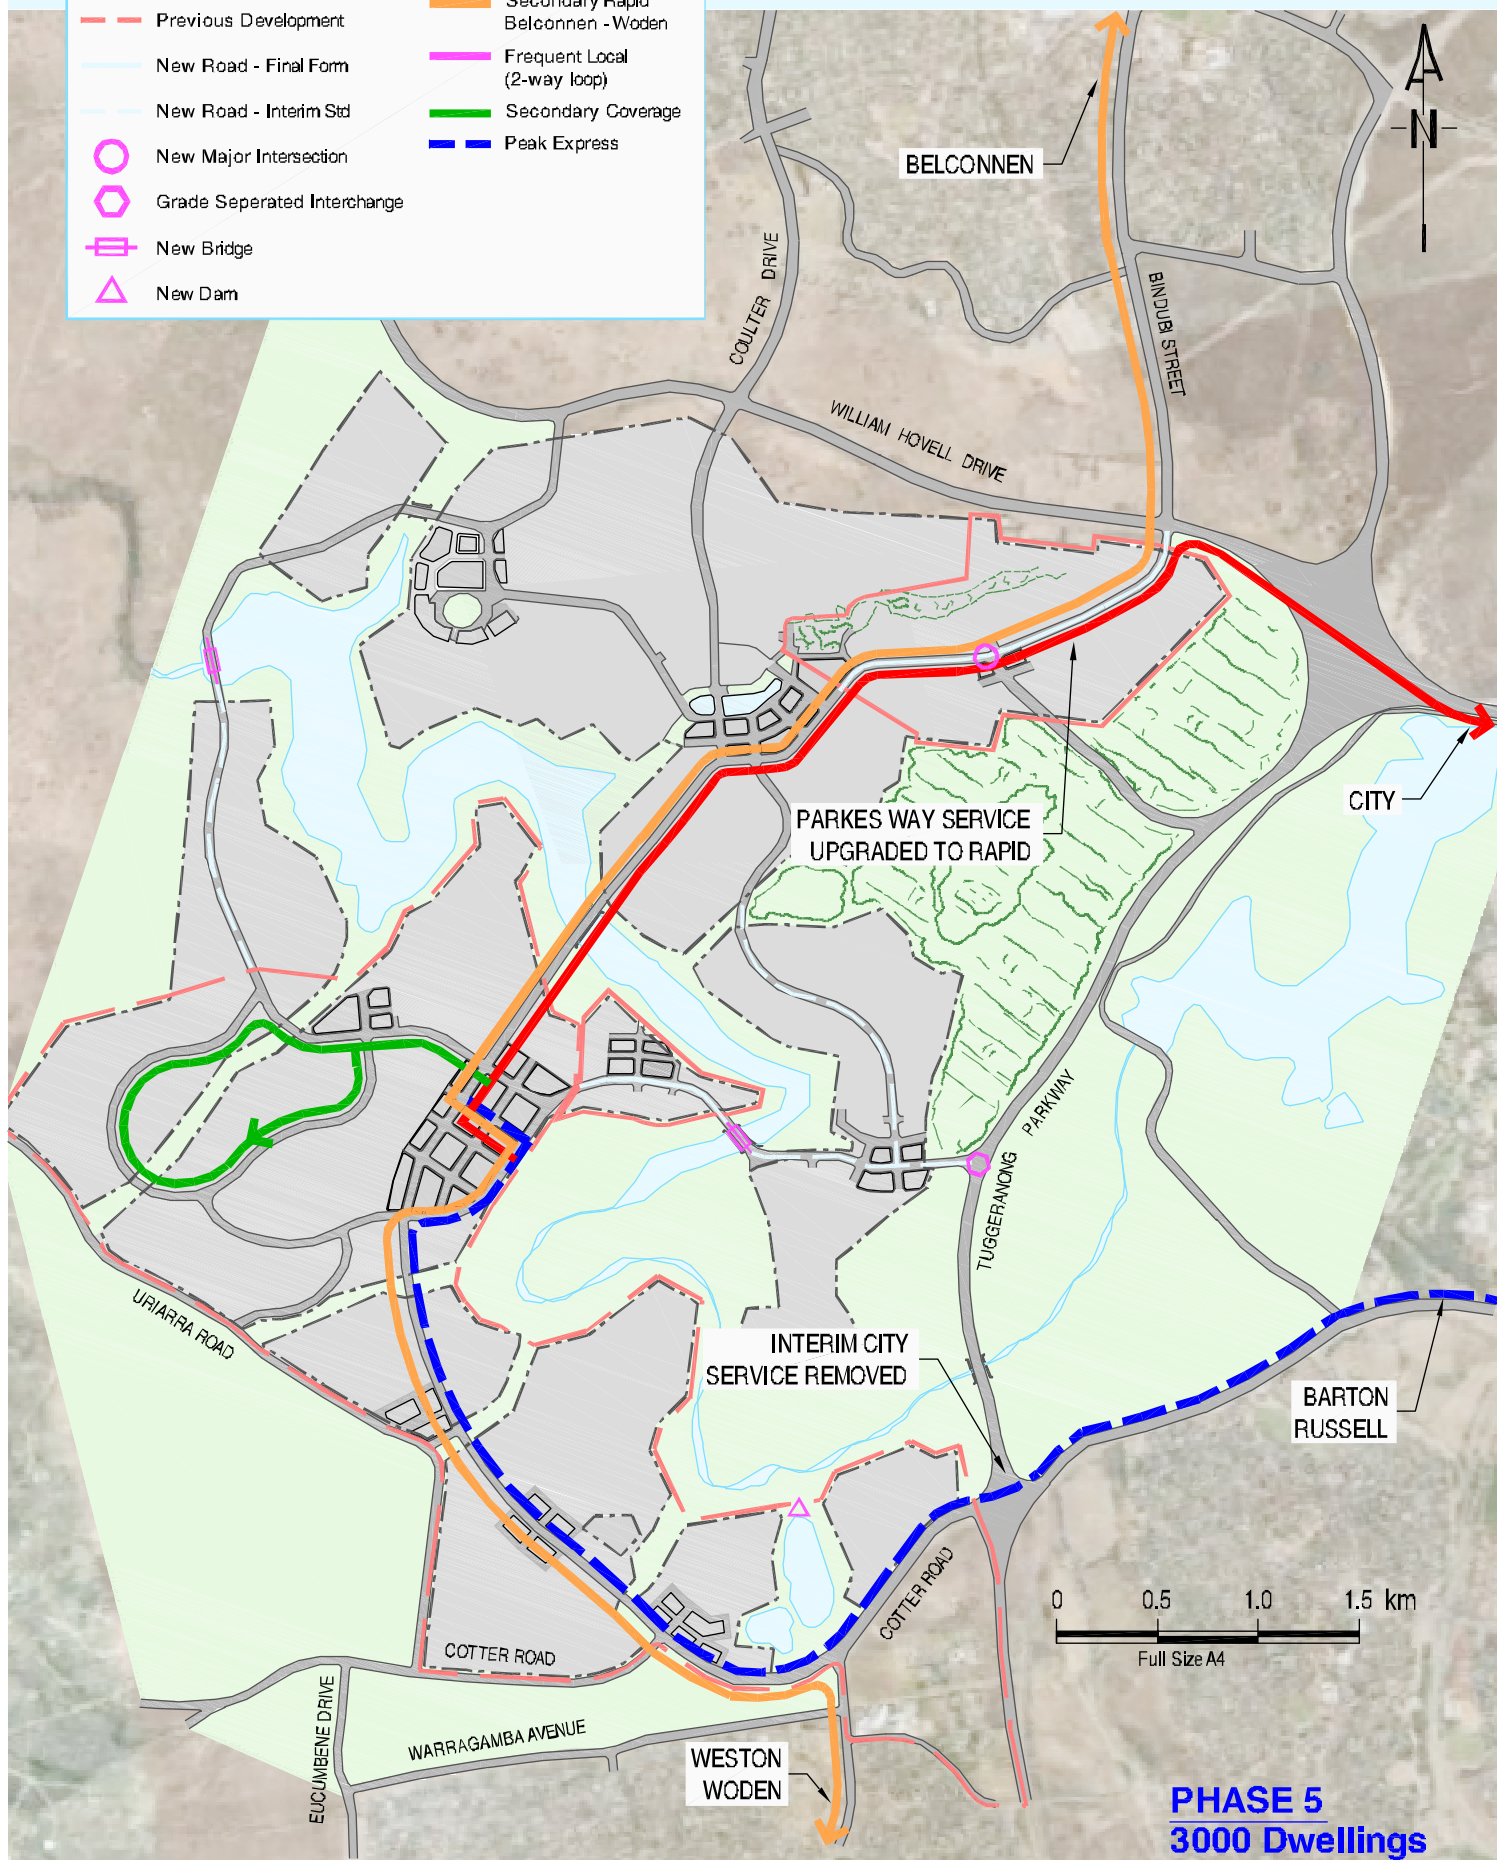 Secondary Rapid
Belconnen - Woden
Previous Development
Frequent Local
(2-way loop)
New Road - Final Form
New Road - Interim Std
Secondary Coverage
Peak Express
New Major Intersection
Grade Seperated Interchange
New Bridge
New Dam
N
BELCONNEN
COULTER DRIVE
BINDUBI STREET
WILLIAM HOVELL DRIVE
CITY
PARKES WAY SERVICE
UPGRADED TO RAPID
TUGGERANONG PARKWAY
URIARRA ROAD
INTERIM CITY
SERVICE REMOVED
BARTON
RUSSELL
COTTER ROAD
COTTER ROAD
0 0.5 1.0 1.5 km
Full Size A4
EUCUMBENE DRIVE
WARRAGAMBA AVENUE
WESTON
WODEN
PHASE 5
3000 Dwellings